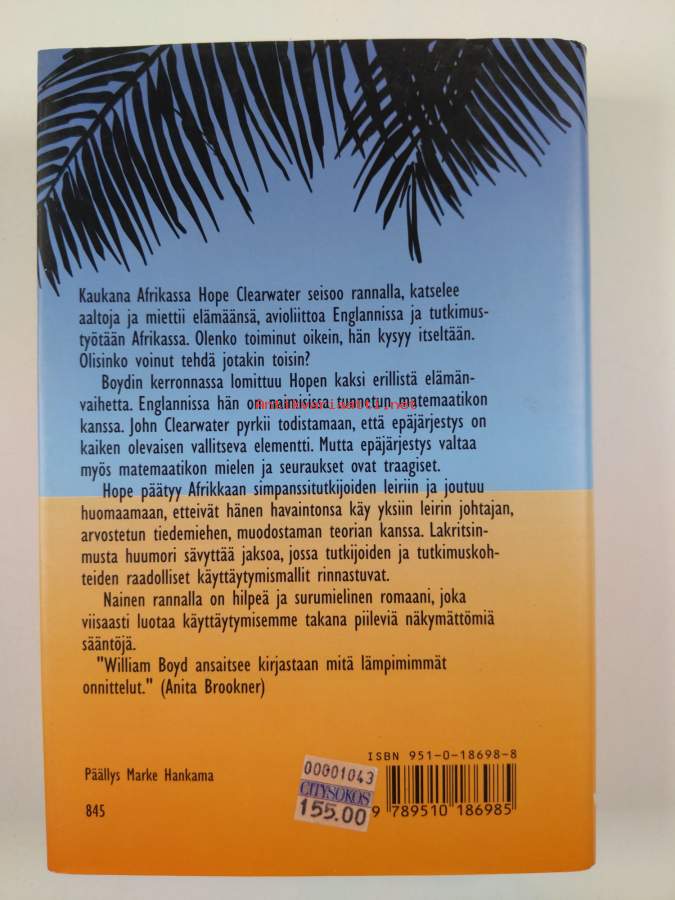 Kaukana Afrikassa Hope Clearwater seisoo rannalla, katselee
aaltoja ja miettii elämäänsä, avioliittoa Englannissa ja tutkimus-
työtään Afrikassa. Olenko toiminut oikein, hän kysyy itseltään.
Olisinko voinut tehdä jotakin toisin?
Boydin kerronnassa lomittuu Hopen kaksi erillistä elämän-
vaihetta. Englannissa hän on naimisissa tunnetun matemaatikon
Antikvariaatti.net
kanssa. John Clearwater pyrkii todistamaan, että epäjärjestys on
kaiken olevaisen vallitseva elementti. Mutta epäjärjestys valtaa
myös matemaatikon mielen ja seuraukset ovat traagiset.
Hope päätyy Afrikkaan simpanssitutkijoiden leiriin ja joutuu
huomaamaan, etteivät hänen havaintonsa käy yksiin leirin johtajan,
arvostetun tiedemiehen, muodostaman teorian kanssa. Lakritsin-
musta huumori sävyttää jaksoa, jossa tutkijoiden ja tutkimuskoh-
teiden raadolliset käyttäytymismallit rinnastuvat.
Nainen rannalla on hilpeä ja surumielinen romaani, joka
viisaasti luotaa käyttäytymisemme takana piileviä näkymättömiä
sääntöjä.
"William Boyd ansaitsee kirjastaan mitä lämpimimmät
onnittelut." (Anita Brookner)
ISBN 951-0-18698-8
Päällys Marke Hankama
00001043
CITYSOKOS
155.00
845
9 789510 186985